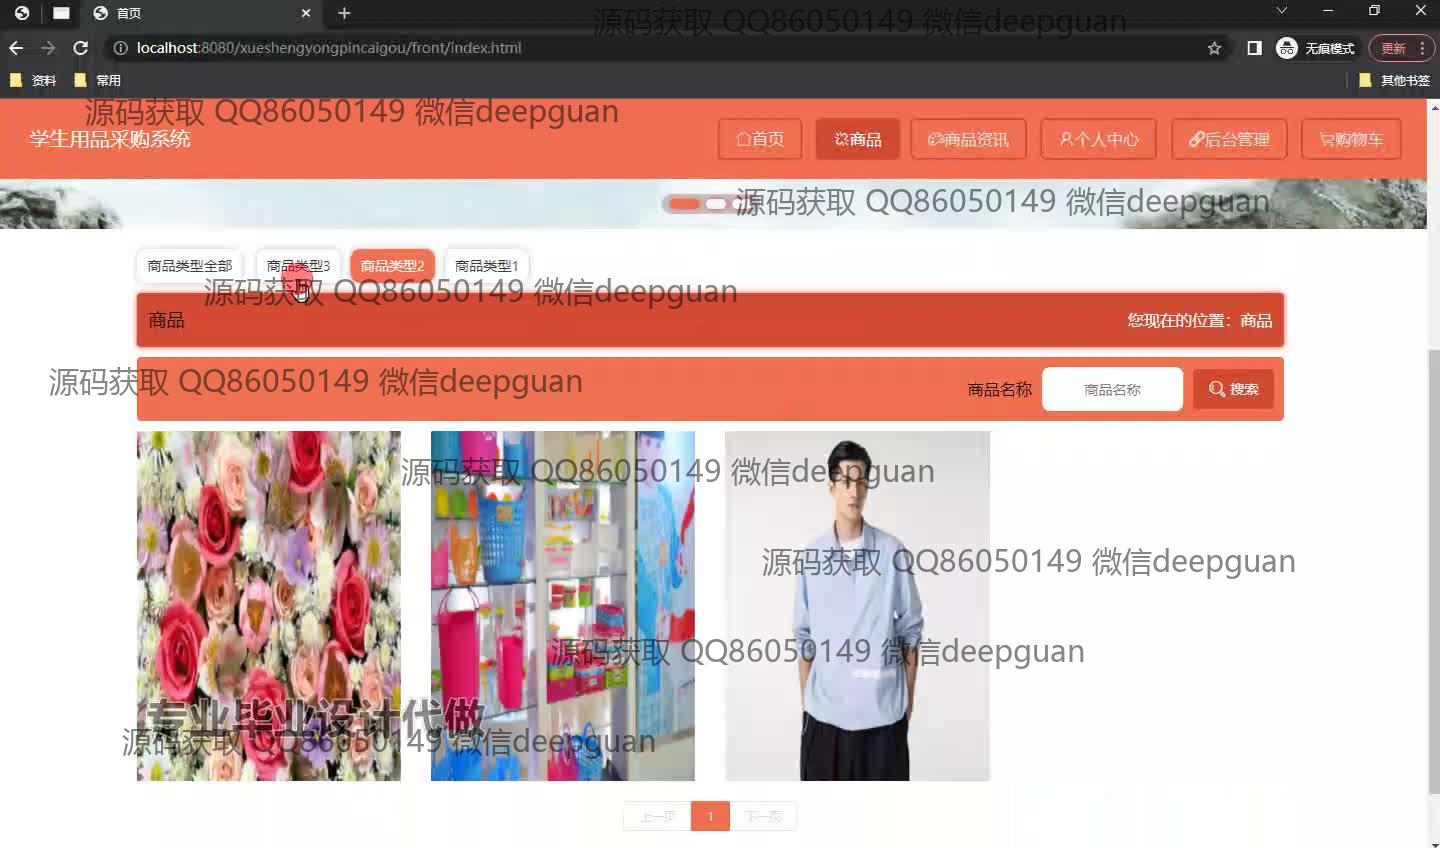 首页
源码获取 QQ86050149 微信deepguan
localhost:8080/xueshengyongpincaigou/front/index.html
无痕模式
更新
资料
常用
其他书签
源码获取 QQ86050149 微信deepguan
学生用品采购系统
首页
商品
商品资讯
个人中心
后台管理
购物车
源码获取 QQ86050149 微信deepguan
商品类型全部
商品类型3
商品类型2
商品类型1
源码获取 QQ86050149 微信deepguan
商品
您现在的位置：商品
源码获取 QQ86050149 微信deepguan
商品名称
商品名称
搜索
源码获取 QQ86050149 微信deepguan
源码获取 QQ86050149 微信deepguan
源码获取 QQ86050149 微信deepguan
专业毕业设计代做
源码获取 QQ86050149 微信deepguan
上一页
1
下一页